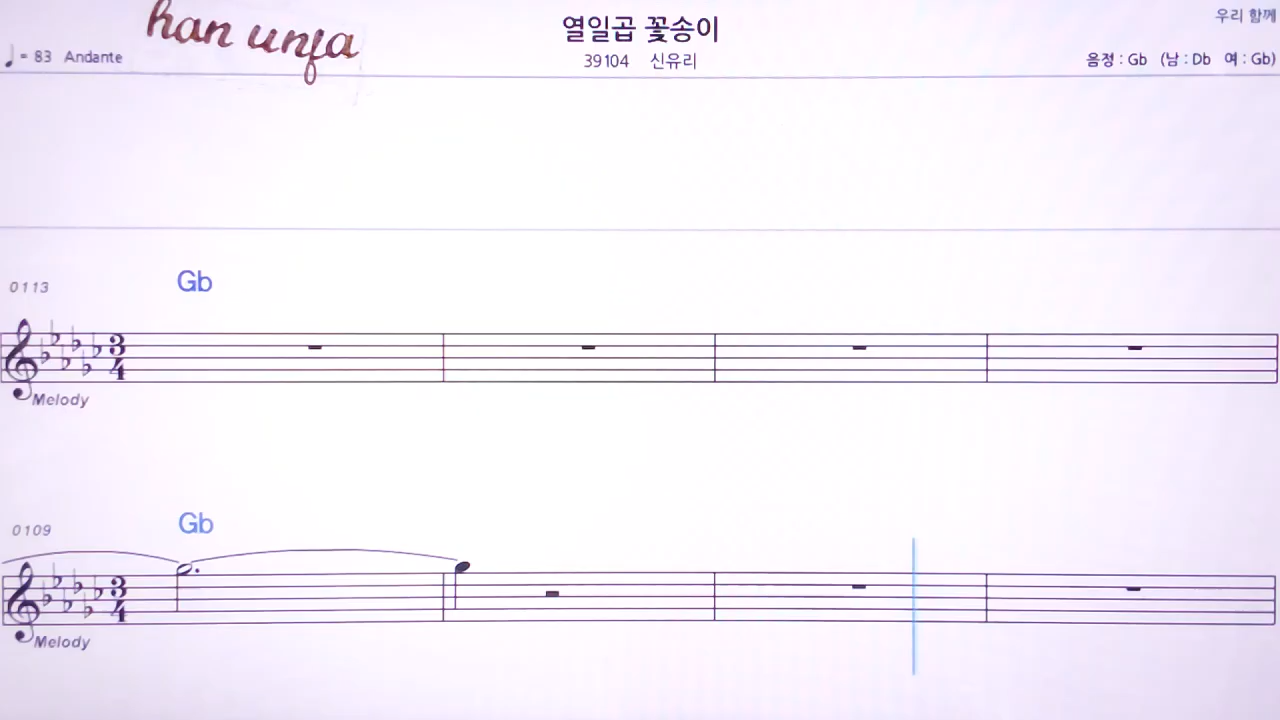 우리 함께
han unfa
열일곱 꽃송이
♩= 83 Andante
39104 신유리
음정 : Gb (남 : Db 여 : Gb)
0113
Gb
3
4
Melody
0109
Gb
3
4
Melody